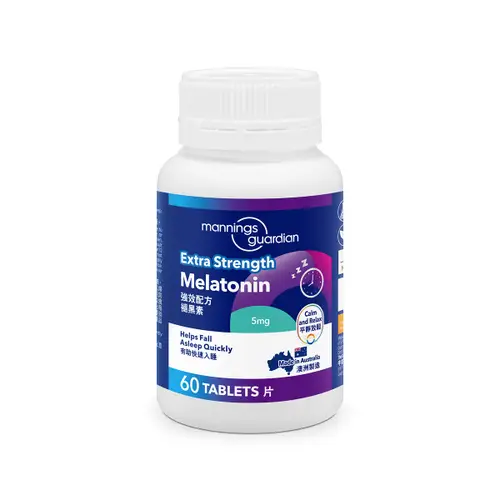 mannings
guardian
Extra Strength
Melatonin
強效配方
褪黑素
5mg
ZZZ
Calm
and Relax
平靜放鬆
Helps Fall
Asleep Quickly
有助快速入睡
Made in Australia
澳洲製造
60 TABLETS 片